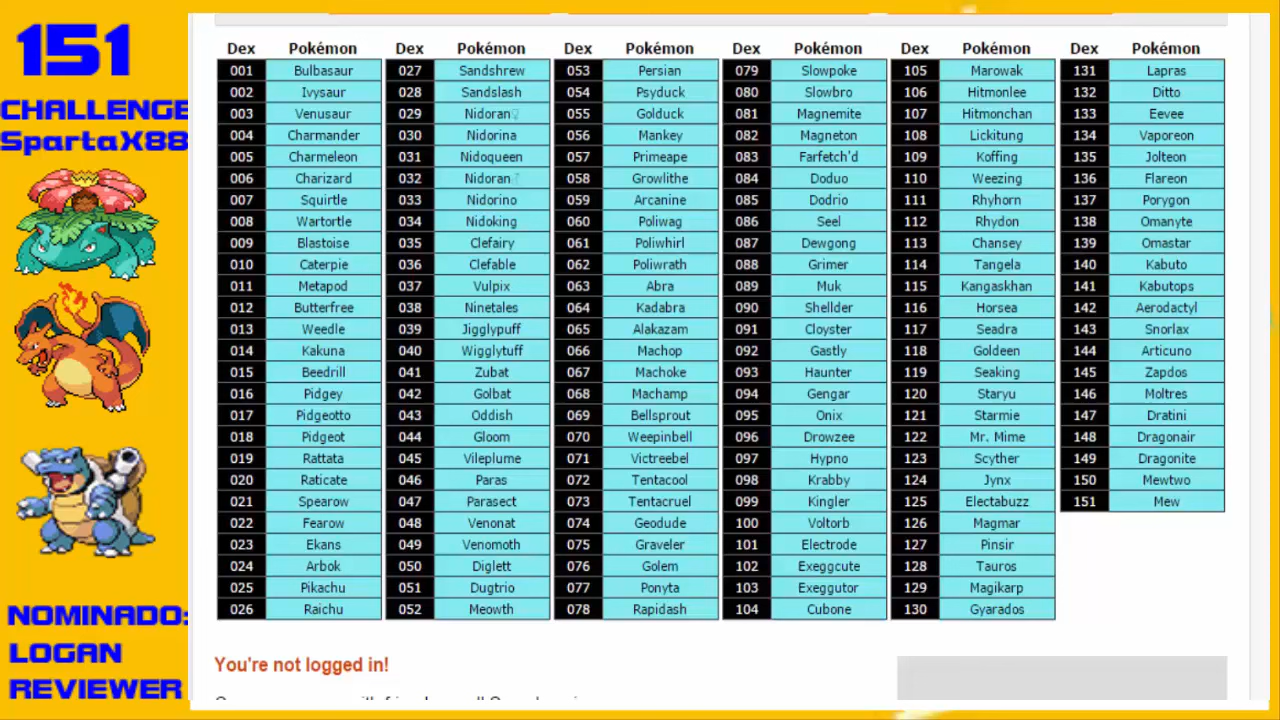 151
CHALLENGE
SpartaX88
NOMINADO:
LOGAN
REVIEWER
Dex Pokémon Dex Pokémon Dex Pokémon Dex Pokémon Dex Pokémon Dex Pokémon
001 Bulbasaur 027 Sandshrew 053 Persian 079 Slowpoke 105 Marowak 131 Lapras
002 Ivysaur 028 Sandslash 054 Psyduck 080 Slowbro 106 Hitmonlee 132 Ditto
003 Venusaur 029 Nidoran♀ 055 Golduck 081 Magnemite 107 Hitmonchan 133 Eevee
004 Charmander 030 Nidorina 056 Mankey 082 Magneton 108 Lickitung 134 Vaporeon
005 Charmeleon 031 Nidoqueen 057 Primeape 083 Farfetch'd 109 Koffing 135 Jolteon
006 Charizard 032 Nidoran♂ 058 Growlithe 084 Doduo 110 Weezing 136 Flareon
007 Squirtle 033 Nidorino 059 Arcanine 085 Dodrio 111 Rhyhorn 137 Porygon
008 Wartortle 034 Nidoking 060 Poliwag 086 Seel 112 Rhydon 138 Omanyte
009 Blastoise 035 Clefairy 061 Poliwhirl 087 Dewgong 113 Chansey 139 Omastar
010 Caterpie 036 Clefable 062 Poliwrath 088 Grimer 114 Tangela 140 Kabuto
011 Metapod 037 Vulpix 063 Abra 089 Muk 115 Kangaskhan 141 Kabutops
012 Butterfree 038 Ninetales 064 Kadabra 090 Shellder 116 Horsea 142 Aerodactyl
013 Weedle 039 Jigglypuff 065 Alakazam 091 Cloyster 117 Seadra 143 Snorlax
014 Kakuna 040 Wigglytuff 066 Machop 092 Gastly 118 Goldeen 144 Articuno
015 Beedrill 041 Zubat 067 Machoke 093 Haunter 119 Seaking 145 Zapdos
016 Pidgey 042 Golbat 068 Machamp 094 Gengar 120 Staryu 146 Moltres
017 Pidgeotto 043 Oddish 069 Bellsprout 095 Onix 121 Starmie 147 Dratini
018 Pidgeot 044 Gloom 070 Weepinbell 096 Drowzee 122 Mr. Mime 148 Dragonair
019 Rattata 045 Vileplume 071 Victreebel 097 Hypno 123 Scyther 149 Dragonite
020 Raticate 046 Paras 072 Tentacool 098 Krabby 124 Jynx 150 Mewtwo
021 Spearow 047 Parasect 073 Tentacruel 099 Kingler 125 Electabuzz 151 Mew
022 Fearow 048 Venonat 074 Geodude 100 Voltorb 126 Magmar
023 Ekans 049 Venomoth 075 Graveler 101 Electrode 127 Pinsir
024 Arbok 050 Diglett 076 Golem 102 Exeggcute 128 Tauros
025 Pikachu 051 Dugtrio 077 Ponyta 103 Exeggutor 129 Magikarp
026 Raichu 052 Meowth 078 Rapidash 104 Cubone 130 Gyarados
You're not logged in!